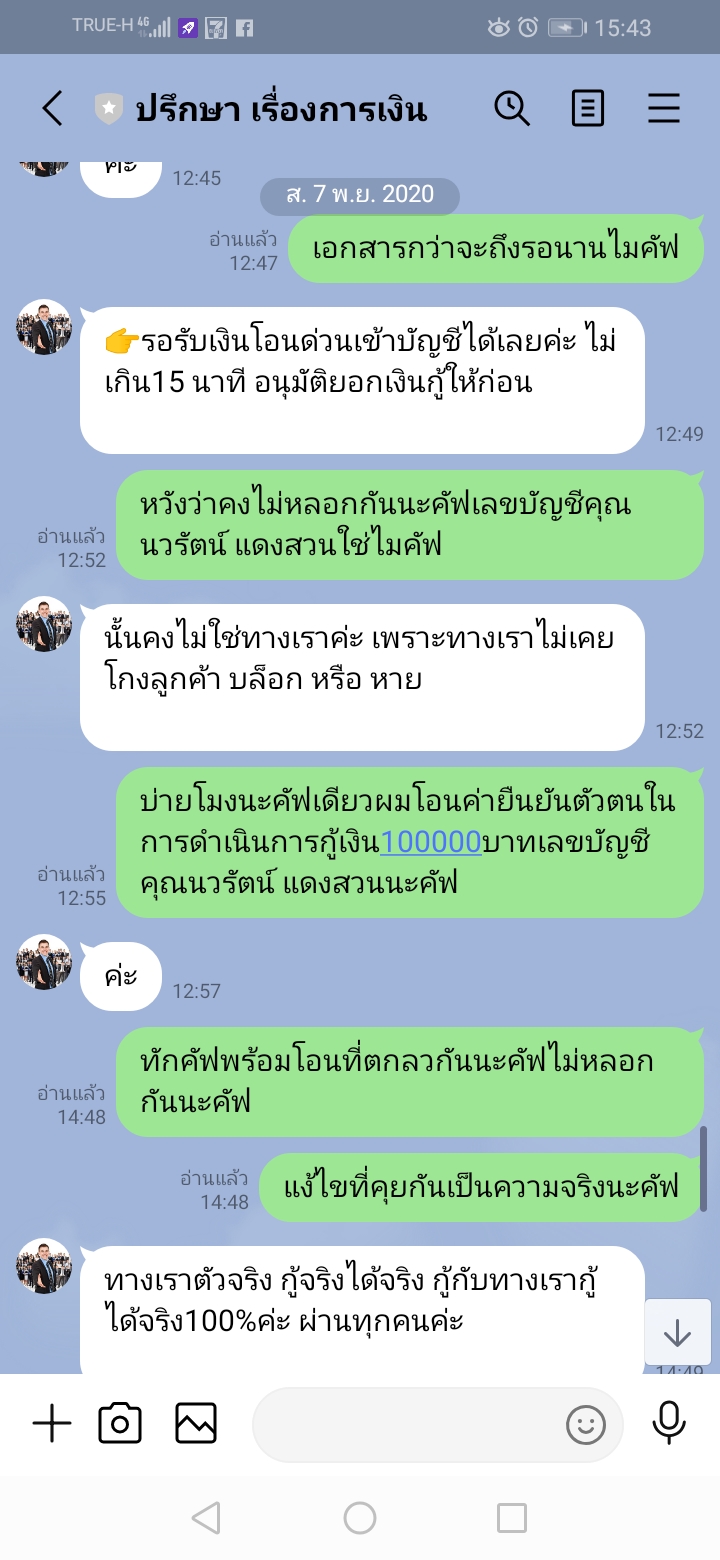 TRUE-H 4G 15:43
ปรึกษา เรื่องการเงิน
ค่ะ
12:45
ส. 7 พ.ย. 2020
เอกสารกว่าจะถึงรอนานไมคัฟ
อ่านแล้ว
12:47
👉รอรับเงินโอนด่วนเข้าบัญชีได้เลยค่ะ ไม่
เกิน15 นาที อนุมัติยอกเงินกู้ให้ก่อน
12:49
หวังว่าคงไม่หลอกกันนะคัฟเลขบัญชีคุณ
นวรัตน์ แดงสวนใช่ไมคัฟ
อ่านแล้ว
12:52
นั้นคงไม่ใช่ทางเราค่ะ เพราะทางเราไม่เคย
โกงลูกค้า บล็อก หรือ หาย
12:52
บ่ายโมงนะคัฟเดียวผมโอนค่ายืนยันตัวตนใน
การดำเนินการกู้เงิน100000บาทเลขบัญชี
คุณนวรัตน์ แดงสวนนะคัฟ
อ่านแล้ว
12:55
ค่ะ
12:57
ทักคัฟพร้อมโอนที่ตกลวกันนะคัฟไม่หลอก
กันนะคัฟ
อ่านแล้ว
14:48
แง้ไขที่คุยกันเป็นความจริงนะคัฟ
อ่านแล้ว
14:48
ทางเราตัวจริง กู้จริงได้จริง กู้กับทางเรากู้
ได้จริง100%ค่ะ ผ่านทุกคนค่ะ
14:49